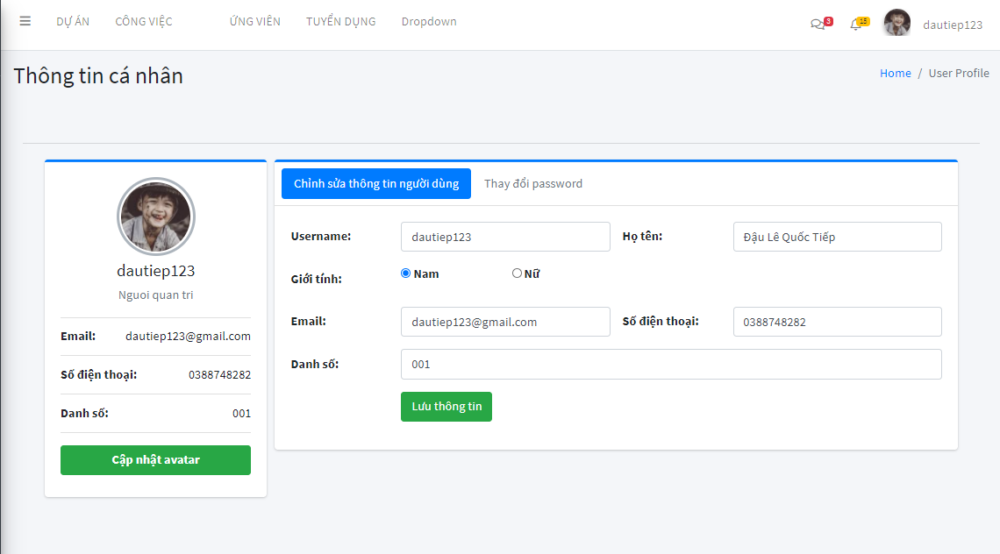 DỰ ÁN CÔNG VIỆC ỨNG VIÊN TUYỂN DỤNG Dropdown 3 15 dautiep123
Thông tin cá nhân
Home / User Profile
dautiep123
Nguoi quan tri
Email: dautiep123@gmail.com
Số điện thoại: 0388748282
Danh số: 001
Cập nhật avatar
Chỉnh sửa thông tin người dùng Thay đổi password
Username: dautiep123 Họ tên: Đậu Lê Quốc Tiếp
Giới tính: Nam Nữ
Email: dautiep123@gmail.com Số điện thoại: 0388748282
Danh số: 001
Lưu thông tin